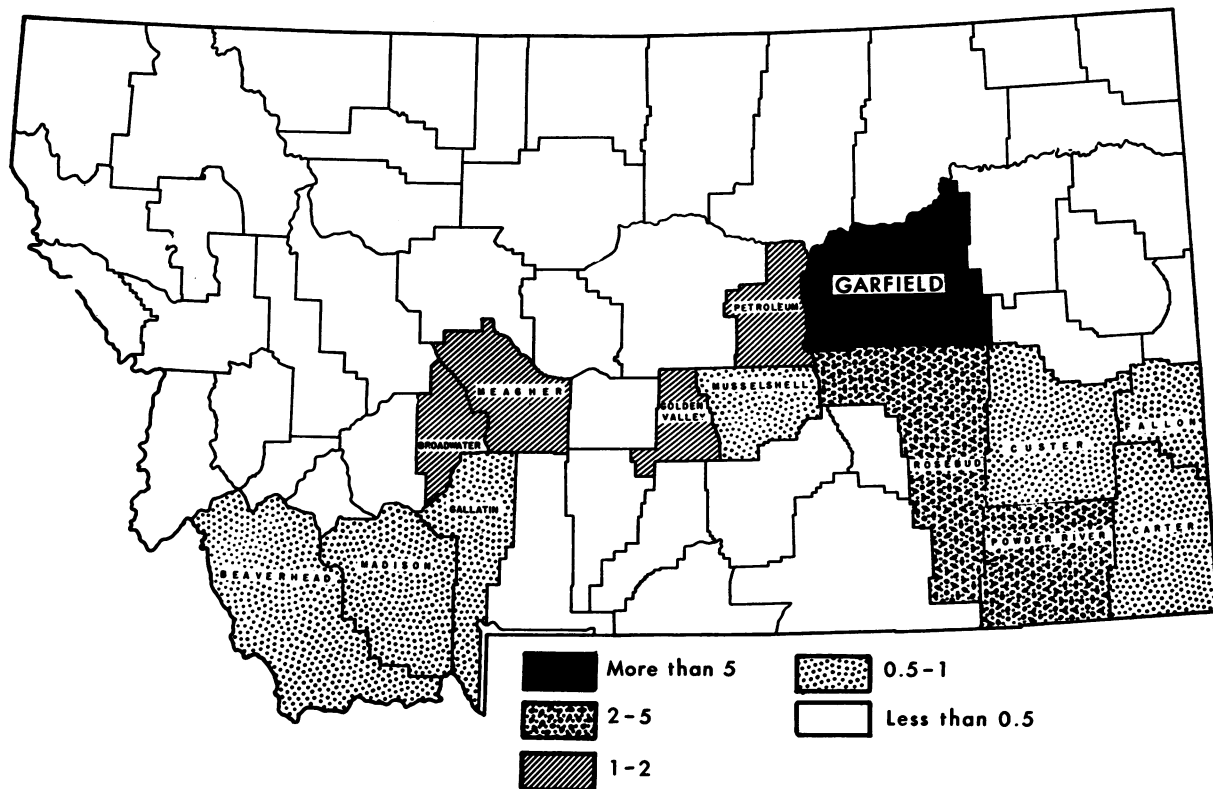 GARFIELD
PETROLEUM
MEAGHER
MUSSELSHELL
GOLDEN
VALLEY
BROADWATER
FALLON
CUSTER
ROSEBUD
GALLATIN
CARTER
POWDER RIVER
MADISON
BEAVERHEAD
More than 5
2-5
1-2
0.5-1
Less than 0.5